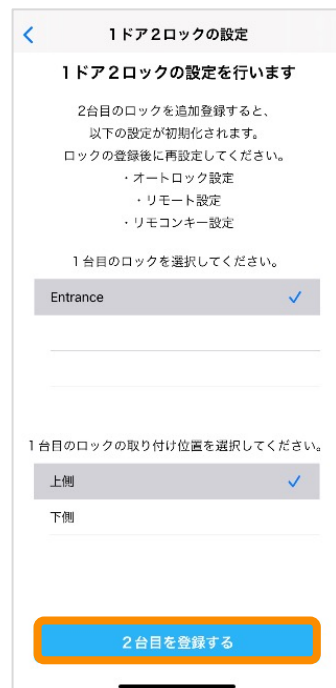 1ドア2ロックの設定
1ドア2ロックの設定を行います
2台目のロックを追加登録すると、
以下の設定が初期化されます。
ロックの登録後に再設定してください。
・オートロック設定
・リモート設定
・リモコンキー設定
1台目のロックを選択してください。
Entrance
1台目のロックの取り付け位置を選択してください。
上側
下側
2台目を登録する